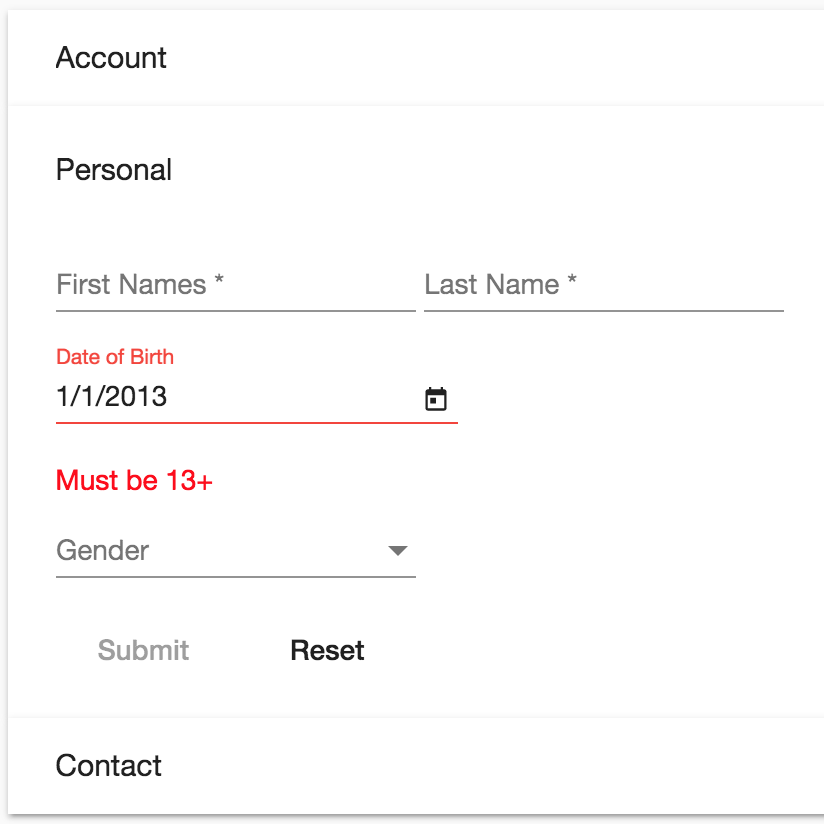 Account
Personal
First Names * Last Name *
Date of Birth
1/1/2013
Must be 13+
Gender
Submit Reset
Contact